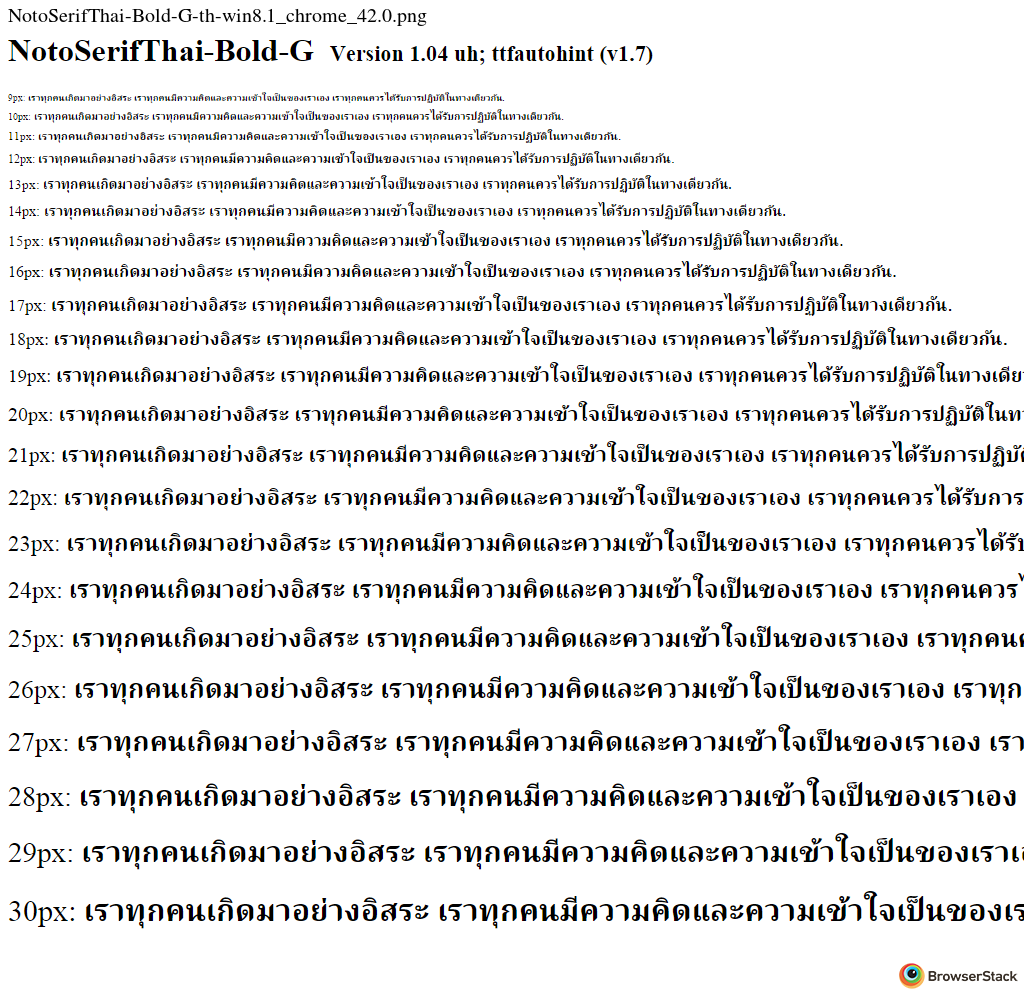 NotoSerifThai-Bold-G-th-win8.1_chrome_42.0.png
NotoSerifThai-Bold-G Version 1.04 uh; ttfautohint (v1.7)
9px: เราทุกคนเกิดมาอย่างอิสระ เราทุกคนมีความคิดและความเข้าใจเป็นของเราเอง เราทุกคนควรได้รับการปฏิบัติในทางเดียวกัน.
10px: เราทุกคนเกิดมาอย่างอิสระ เราทุกคนมีความคิดและความเข้าใจเป็นของเราเอง เราทุกคนควรได้รับการปฏิบัติในทางเดียวกัน.
11px: เราทุกคนเกิดมาอย่างอิสระ เราทุกคนมีความคิดและความเข้าใจเป็นของเราเอง เราทุกคนควรได้รับการปฏิบัติในทางเดียวกัน.
12px: เราทุกคนเกิดมาอย่างอิสระ เราทุกคนมีความคิดและความเข้าใจเป็นของเราเอง เราทุกคนควรได้รับการปฏิบัติในทางเดียวกัน.
13px: เราทุกคนเกิดมาอย่างอิสระ เราทุกคนมีความคิดและความเข้าใจเป็นของเราเอง เราทุกคนควรได้รับการปฏิบัติในทางเดียวกัน.
14px: เราทุกคนเกิดมาอย่างอิสระ เราทุกคนมีความคิดและความเข้าใจเป็นของเราเอง เราทุกคนควรได้รับการปฏิบัติในทางเดียวกัน.
15px: เราทุกคนเกิดมาอย่างอิสระ เราทุกคนมีความคิดและความเข้าใจเป็นของเราเอง เราทุกคนควรได้รับการปฏิบัติในทางเดียวกัน.
16px: เราทุกคนเกิดมาอย่างอิสระ เราทุกคนมีความคิดและความเข้าใจเป็นของเราเอง เราทุกคนควรได้รับการปฏิบัติในทางเดียวกัน.
17px: เราทุกคนเกิดมาอย่างอิสระ เราทุกคนมีความคิดและความเข้าใจเป็นของเราเอง เราทุกคนควรได้รับการปฏิบัติในทางเดียวกัน.
18px: เราทุกคนเกิดมาอย่างอิสระ เราทุกคนมีความคิดและความเข้าใจเป็นของเราเอง เราทุกคนควรได้รับการปฏิบัติในทางเดียวกัน.
19px: เราทุกคนเกิดมาอย่างอิสระ เราทุกคนมีความคิดและความเข้าใจเป็นของเราเอง เราทุกคนควรได้รับการปฏิบัติในทางเดีย
20px: เราทุกคนเกิดมาอย่างอิสระ เราทุกคนมีความคิดและความเข้าใจเป็นของเราเอง เราทุกคนควรได้รับการปฏิบัติในท
21px: เราทุกคนเกิดมาอย่างอิสระ เราทุกคนมีความคิดและความเข้าใจเป็นของเราเอง เราทุกคนควรได้รับการปฏิบัติ
22px: เราทุกคนเกิดมาอย่างอิสระ เราทุกคนมีความคิดและความเข้าใจเป็นของเราเอง เราทุกคนควรได้รับการ
23px: เราทุกคนเกิดมาอย่างอิสระ เราทุกคนมีความคิดและความเข้าใจเป็นของเราเอง เราทุกคนควรได้รับ
24px: เราทุกคนเกิดมาอย่างอิสระ เราทุกคนมีความคิดและความเข้าใจเป็นของเราเอง เราทุกคนควร
25px: เราทุกคนเกิดมาอย่างอิสระ เราทุกคนมีความคิดและความเข้าใจเป็นของเราเอง เราทุกคน
26px: เราทุกคนเกิดมาอย่างอิสระ เราทุกคนมีความคิดและความเข้าใจเป็นของเราเอง เราทุก
27px: เราทุกคนเกิดมาอย่างอิสระ เราทุกคนมีความคิดและความเข้าใจเป็นของเราเอง เรา
28px: เราทุกคนเกิดมาอย่างอิสระ เราทุกคนมีความคิดและความเข้าใจเป็นของเราเอง
29px: เราทุกคนเกิดมาอย่างอิสระ เราทุกคนมีความคิดและความเข้าใจเป็นของเราเ
30px: เราทุกคนเกิดมาอย่างอิสระ เราทุกคนมีความคิดและความเข้าใจเป็นของเร
BrowserStack